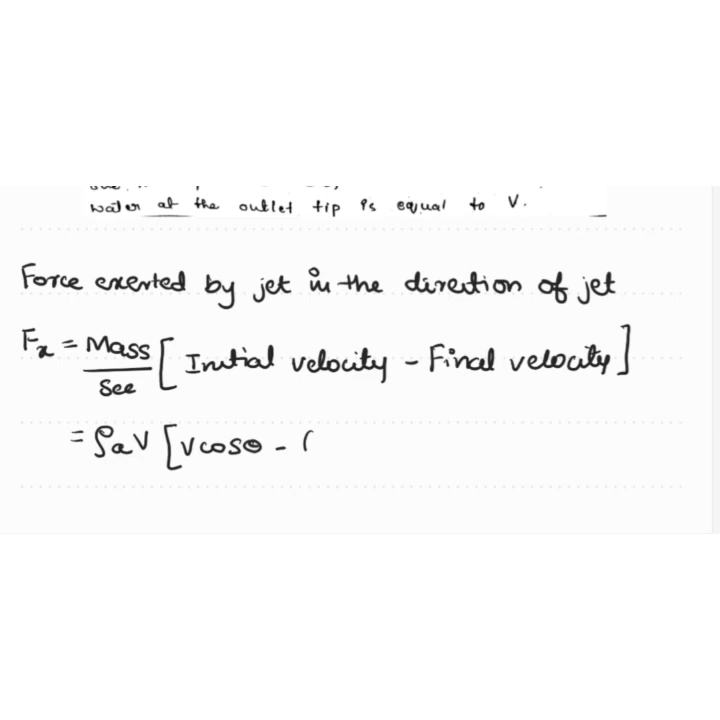 water at the outlet tip is equal to V.
Force exerted by jet in the direction of jet
Fx = Mass/Sec [Initial velocity - Final velocity]
= ρaV [Vcosθ - (